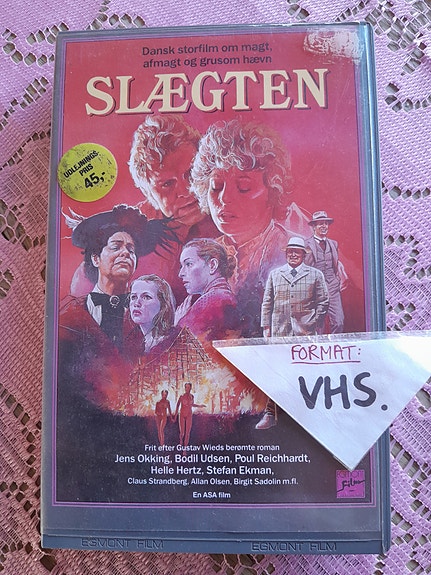 Dansk storfilm om magt,
afmagt og grusom hævn
SLÆGTEN
UDLEJNINGS
PRIS
45,-
FORMAT:
VHS.
Frit efter Gustav Wieds berømte roman
Jens Okking, Bodil Udsen, Poul Reichhardt,
Helle Hertz, Stefan Ekman,
Claus Strandberg, Allan Olsen, Birgit Sadolin m.fl.
En ASA film
egmont
film
EGMONT FILM
EGMONT FILM